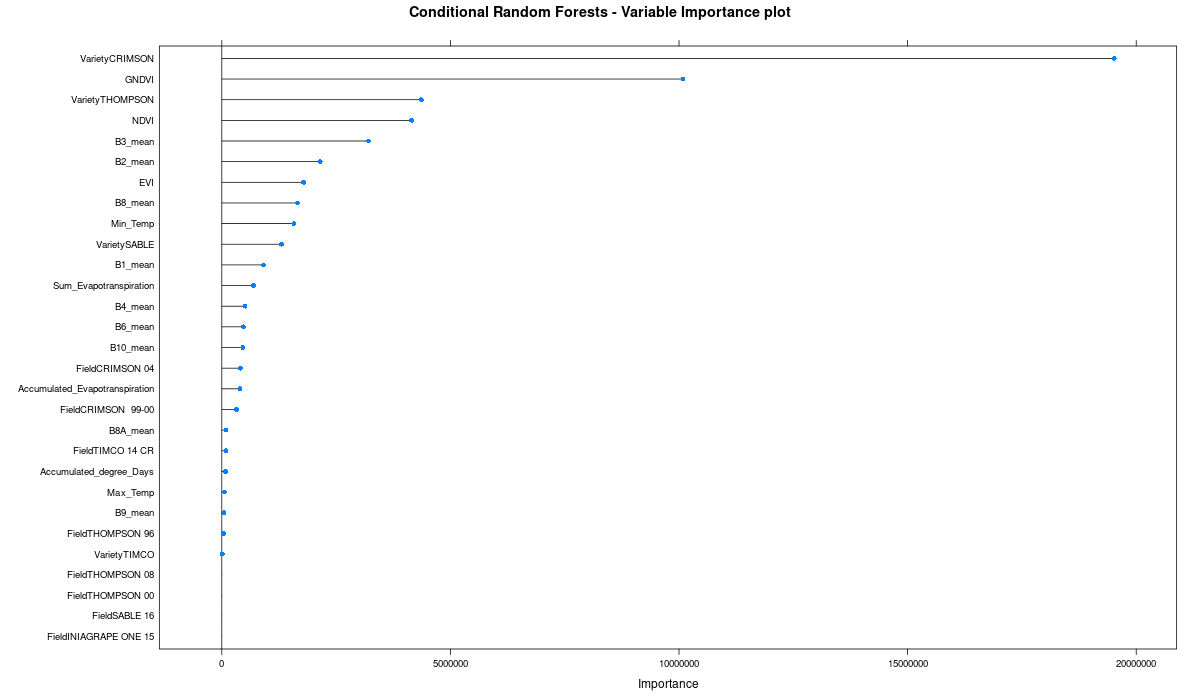 Conditional Random Forests - Variable Importance plot
VarietyCRIMSON
GNDVI
VarietyTHOMPSON
NDVI
B3_mean
B2_mean
EVI
B8_mean
Min_Temp
VarietySABLE
B1_mean
Sum_Evapotranspiration
B4_mean
B6_mean
B10_mean
FieldCRIMSON 04
Accumulated_Evapotranspiration
FieldCRIMSON  99-00
B8A_mean
FieldTIMCO 14 CR
Accumulated_degree_Days
Max_Temp
B9_mean
FieldTHOMPSON 96
VarietyTIMCO
FieldTHOMPSON 08
FieldTHOMPSON 00
FieldSABLE 16
FieldINIAGRAPE ONE 15
0 5000000 10000000 15000000 20000000
Importance